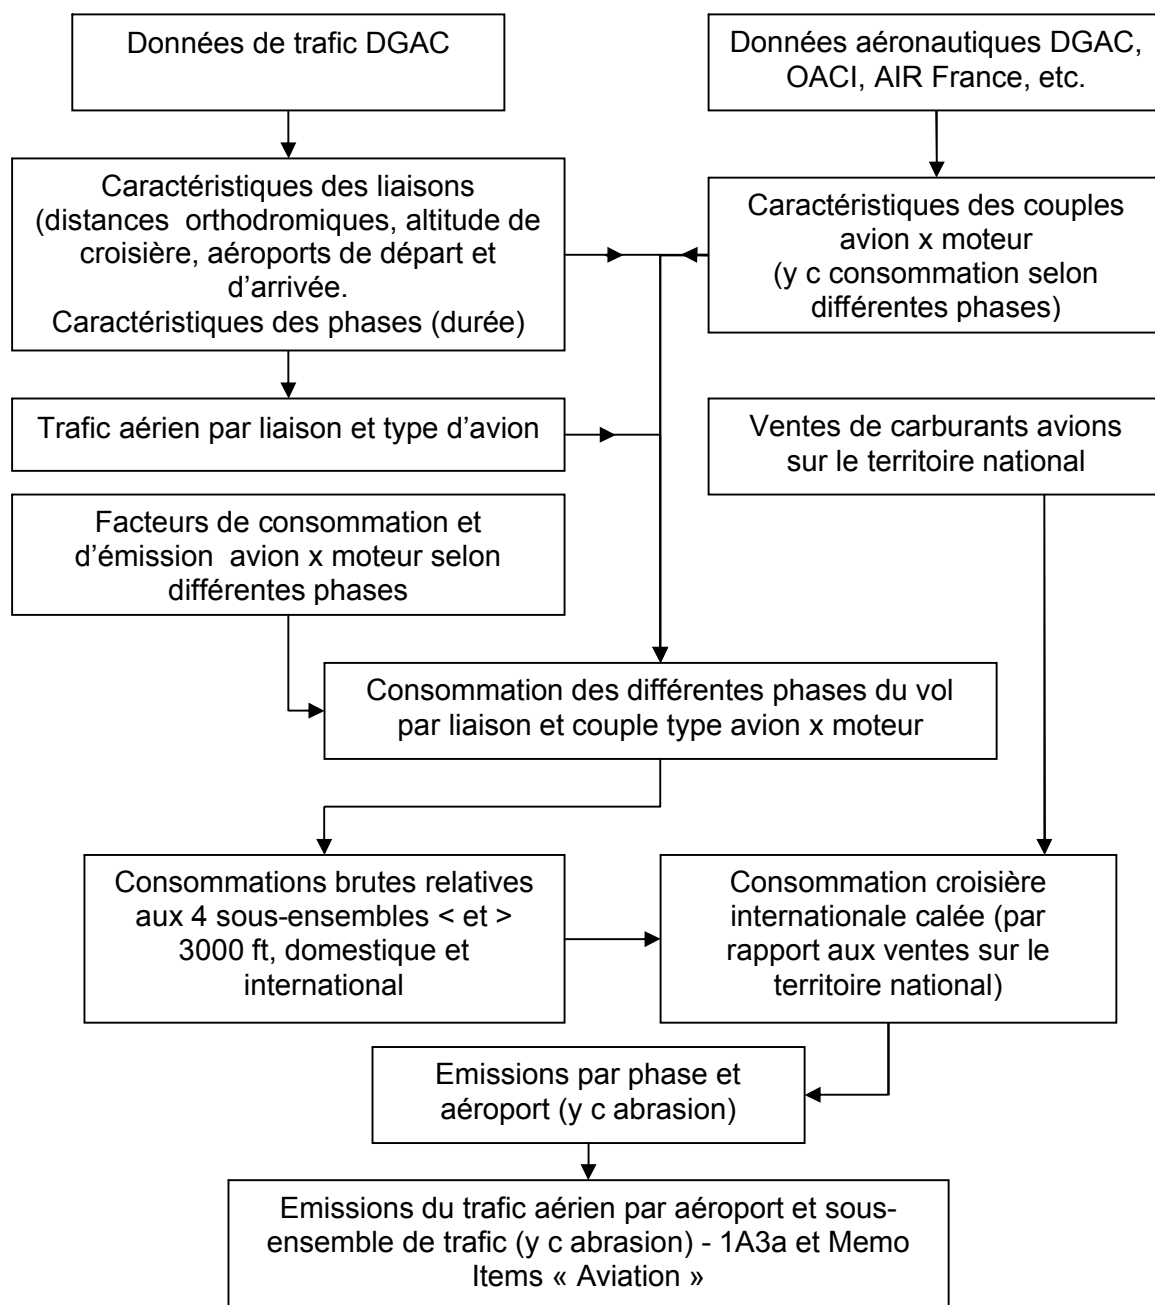 Données de trafic DGAC
Données aéronautiques DGAC,
OACI, AIR France, etc.
Caractéristiques des liaisons
(distances orthodromiques, altitude de
croisière, aéroports de départ et
d’arrivée.
Caractéristiques des phases (durée)
Caractéristiques des couples
avion x moteur
(y c consommation selon
différentes phases)
Trafic aérien par liaison et type d’avion
Ventes de carburants avions
sur le territoire national
Facteurs de consommation et
d’émission avion x moteur selon
différentes phases
Consommation des différentes phases du vol
par liaison et couple type avion x moteur
Consommations brutes relatives
aux 4 sous-ensembles < et >
3000 ft, domestique et
international
Consommation croisière
internationale calée (par
rapport aux ventes sur le
territoire national)
Emissions par phase et
aéroport (y c abrasion)
Emissions du trafic aérien par aéroport et sous-
ensemble de trafic (y c abrasion) - 1A3a et Memo
Items « Aviation »